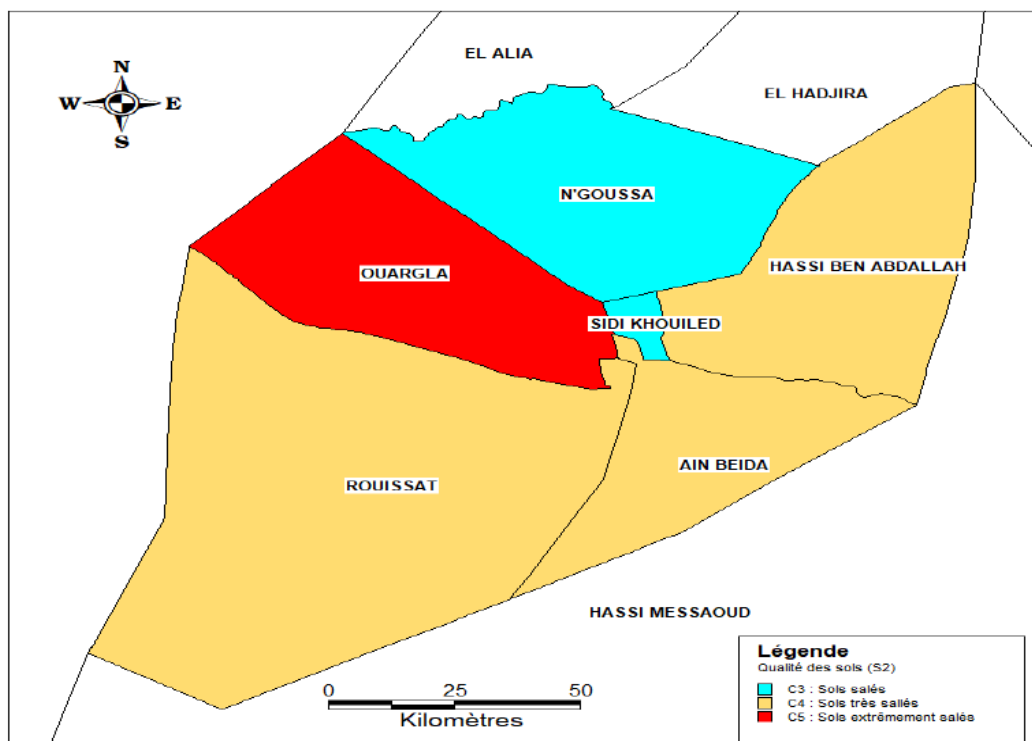 EL ALIA
N
W E
S
EL HADJIRA
N'GOUSSA
HASSI BEN ABDALLAH
OUARGLA
SIDI KHOUILED
AIN BEIDA
ROUISSAT
HASSI MESSAOUD
Légende
Qualité des sols (S2)
C3 : Sols salés
C4 : Sols très sallés
C5 : Sols extrêmement salés
0 25 50
Kilomètres